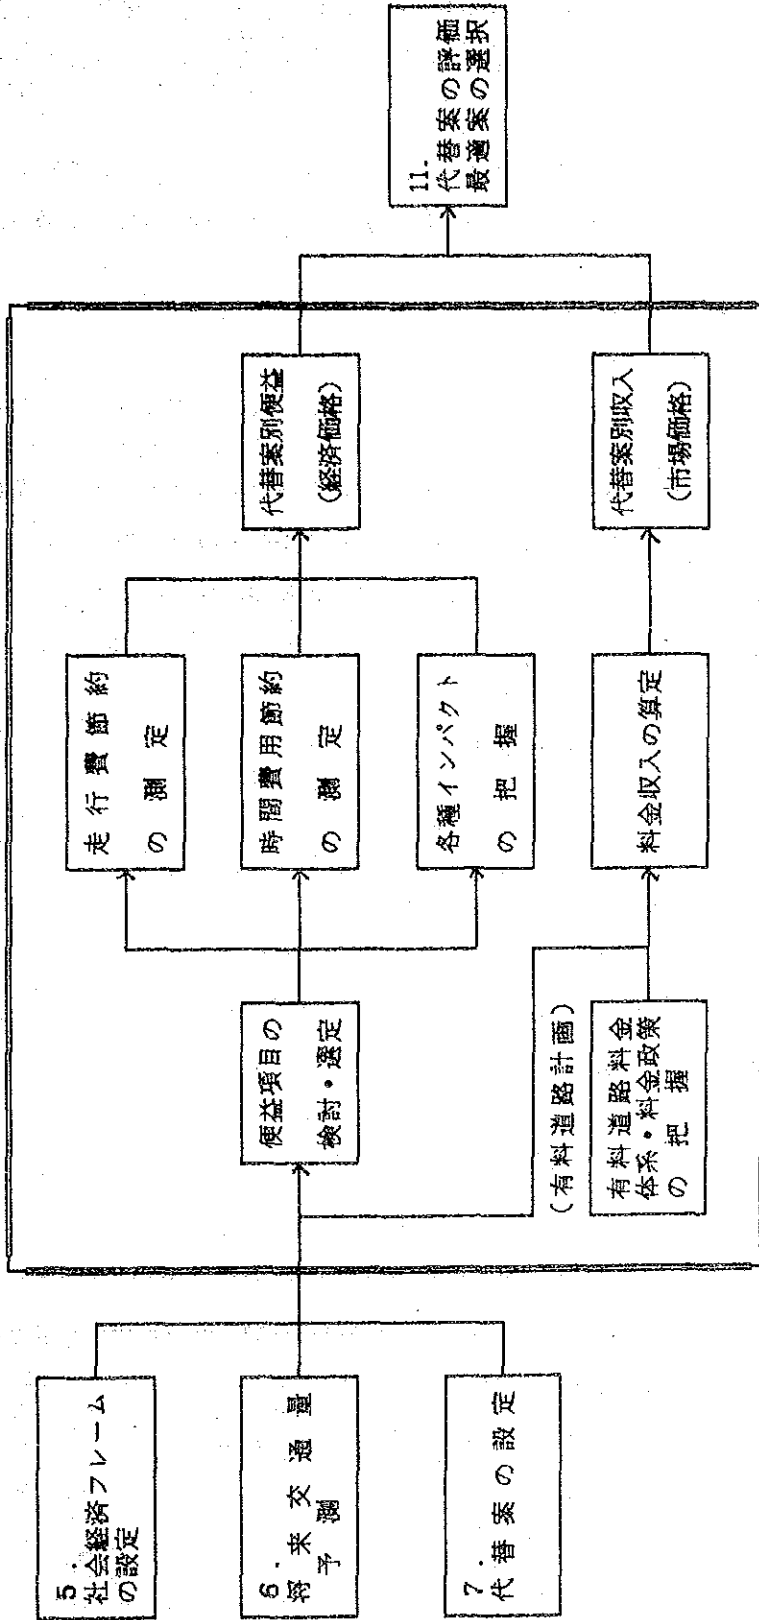 5.
社会経済フレーム
の設定
6.
将来交通量
予測
7.
代替案の設定
便益項目の
検討・選定
(有料道路計画)
有料道路料金
体系・料金政策
の把握
走行費節約
の測定
時間費用節約
の測定
各種インパクト
の把握
料金収入の算定
代替案別便益
(経済価格)
代替案別収入
(市場価格)
11.
代替案の評価
最適案の選択